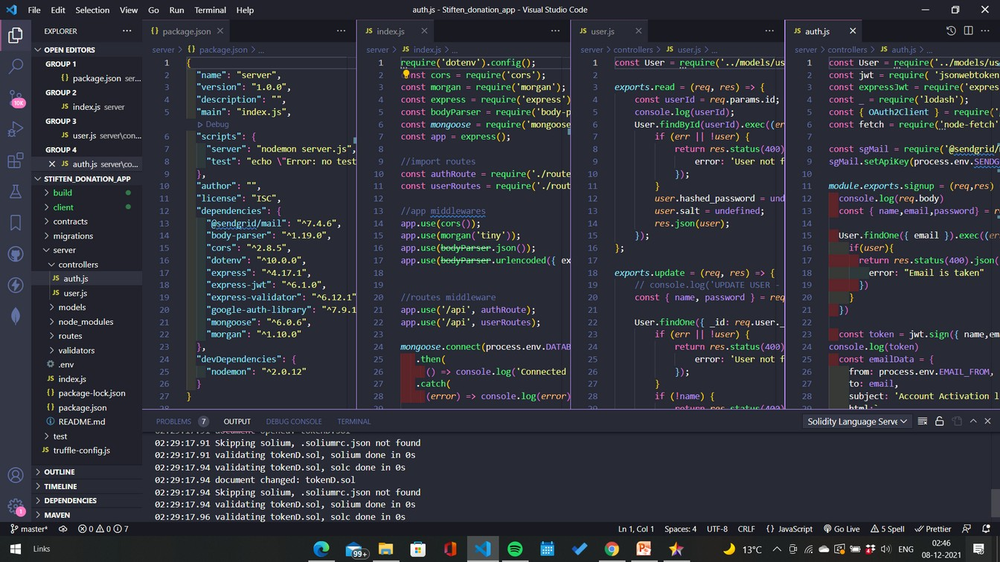 File Edit Selection View Go Run Terminal Help
auth.js - Stiften_donation_app - Visual Studio Code
EXPLORER
OPEN EDITORS
GROUP 1
package.json ser...
GROUP 2
index.js server
GROUP 3
user.js server\con...
GROUP 4
auth.js server\co...
STIFTEN_DONATION_APP
build
client
contracts
migrations
server
controllers
auth.js
user.js
models
node_modules
routes
validators
.env
index.js
package-lock.json
package.json
README.md
test
truffle-config.js
OUTLINE
TIMELINE
DEPENDENCIES
MAVEN
10K
1
package.json
server > package.json > ...
1 {
2 "name": "server",
3 "version": "1.0.0",
4 "description": "",
5 "main": "index.js",
Debug
6 "scripts": {
7 "server": "nodemon server.js",
8 "test": "echo \"Error: no test
9 },
10 "author": "",
11 "license": "ISC",
12 "dependencies": {
13 "@sendgrid/mail": "^7.4.6",
14 "body-parser": "^1.19.0",
15 "cors": "^2.8.5",
16 "dotenv": "^10.0.0",
17 "express": "^4.17.1",
18 "express-jwt": "^6.1.0",
19 "express-validator": "^6.12.1"
20 "google-auth-library": "^7.9.1
21 "mongoose": "^6.0.6",
22 "morgan": "^1.10.0"
23 },
24 "devDependencies": {
25 "nodemon": "^2.0.12"
26 }
27 }
28
index.js
server > index.js > ...
1 require('dotenv').config();
2 nst cors = require('cors');
3 const morgan = require('morgan');
4 const express = require('express')
5 const bodyParser = require('body-p
6 const mongoose = require('mongoose
7 const app = express();
8
9 //import routes
10 const authRoute = require('./route
11 const userRoutes = require('./rout
12
13 //app middlewares
14 app.use(cors());
15 app.use(morgan('tiny'));
16 app.use(bodyParser.json());
17 app.use(bodyParser.urlencoded({ ex
18
19
20 //routes middleware
21 app.use('/api', authRoute);
22 app.use('/api', userRoutes);
23
24 mongoose.connect(process.env.DATAB
25 .then(
26 () => console.log('Connected
27 .catch(
28 (error) => console.log(error)
29
user.js
server > controllers > user.js > ...
1 const User = require('../models/us
2
3 exports.read = (req, res) => {
4 const userId = req.params.id;
5 console.log(userId);
6 User.findById(userId).exec((er
7 if (err || !user) {
8 return res.status(400)
9 error: 'User not f
10 });
11 }
12 user.hashed_password = und
13 user.salt = undefined;
14 res.json(user);
15 });
16 };
17
18 exports.update = (req, res) => {
19 // console.log('UPDATE USER -
20 const { name, password } = req
21
22 User.findOne({ _id: req.user._
23 if (err || !user) {
24 return res.status(400)
25 error: 'User not f
26 });
27 }
28 if (!name) {
29 return res.status(400)
auth.js
server > controllers > auth.js > ...
1 const User = require('../models/us
2 const jwt = require( 'jsonwebtoken
3 const expressJwt = require('expres
4 const _ = require('lodash');
5 const { OAuth2Client } = require('
6 const fetch = require('node-fetch'
7
8 const sgMail = require('@sendgrid/
9 sgMail.setApiKey(process.env.SENDG
10
11 module.exports.signup = (req,res)
12 console.log(req.body)
13 const { name,email,password}= req
14
15 User.findOne({ email }).exec((err
16 if(user){
17 return res.status(400).json(
18 error: "Email is taken"
19 })
20 }
21 })
22
23 const token = jwt.sign({ name,em
24 console.log(token)
25 const emailData = {
26 from: process.env.EMAIL_FROM,
27 to: email,
28 subject: 'Account Activation l
29 html:`
PROBLEMS 7 OUTPUT DEBUG CONSOLE TERMINAL
Solidity Language Serve
02:29:17.91 document opened: tokenD.sol
02:29:17.91 Skipping solium, .soliumrc.json not found
02:29:17.91 validating tokenD.sol, solium done in 0s
02:29:17.94 validating tokenD.sol, solc done in 0s
02:29:17.94 document changed: tokenD.sol
02:29:17.94 Skipping solium, .soliumrc.json not found
02:29:17.94 validating tokenD.sol, solium done in 0s
02:29:17.96 validating tokenD.sol, solc done in 0s
master* 0 0 7
Ln 1, Col 1 Spaces: 4 UTF-8 CRLF {} JavaScript Go Live 5 Spell Prettier
Links
99+
13°C
ENG
02:46
08-12-2021